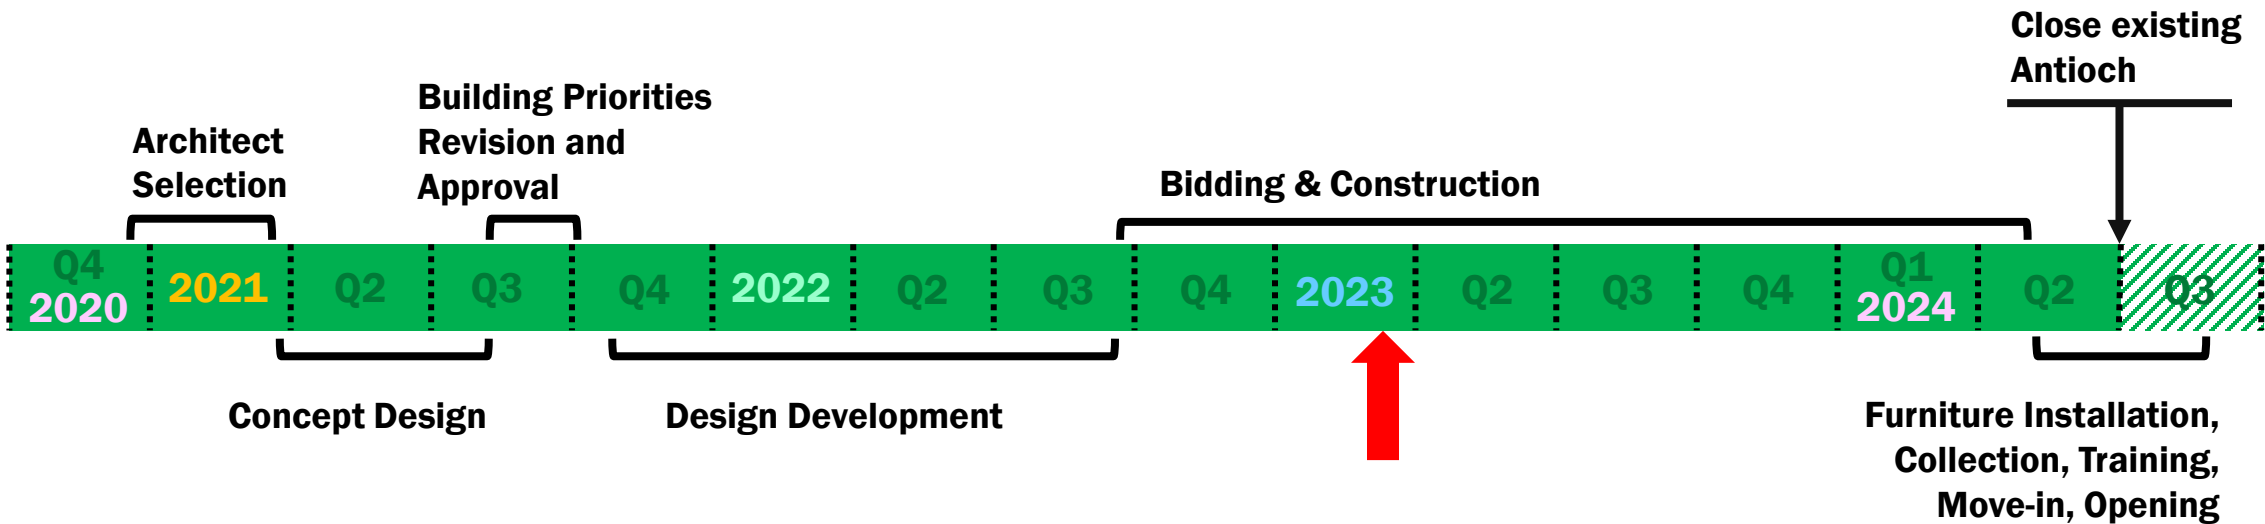 Close existing
Antioch
Building Priorities
Revision and
Approval
Architect
Selection
Bidding & Construction
Q4
2020
2021
Q2
Q3
Q4
2022
Q2
Q3
Q4
2023
Q2
Q3
Q4
Q1
2024
Q2
Q3
Concept Design
Design Development
Furniture Installation,
Collection, Training,
Move-in, Opening